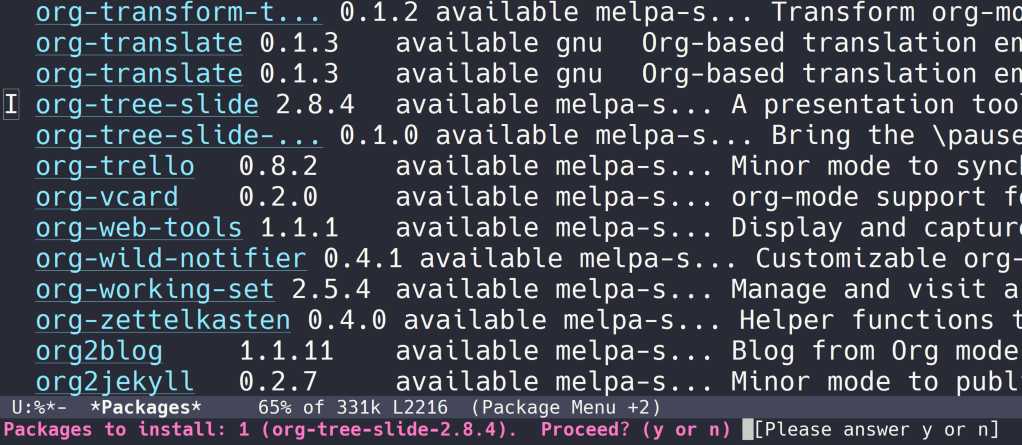 org-transform-t... 0.1.2 available melpa-s... Transform org-mo
org-translate 0.1.3 available gnu Org-based translation en
org-translate 0.1.3 available gnu Org-based translation en
I org-tree-slide 2.8.4 available melpa-s... A presentation tool
org-tree-slide-... 0.1.0 available melpa-s... Bring the \pause
org-trello 0.8.2 available melpa-s... Minor mode to sync
org-vcard 0.2.0 available melpa-s... org-mode support fo
org-web-tools 1.1.1 available melpa-s... Display and capture
org-wild-notifier 0.4.1 available melpa-s... Customizable org-
org-working-set 2.5.4 available melpa-s... Manage and visit a
org-zettelkasten 0.4.0 available melpa-s... Helper functions t
org2blog 1.1.11 available melpa-s... Blog from Org mode
org2jekyll 0.2.7 available melpa-s... Minor mode to publ
U:%*- *Packages* 65% of 331k L2216 (Package Menu +2)
Packages to install: 1 (org-tree-slide-2.8.4). Proceed? (y or n) [Please answer y or n]